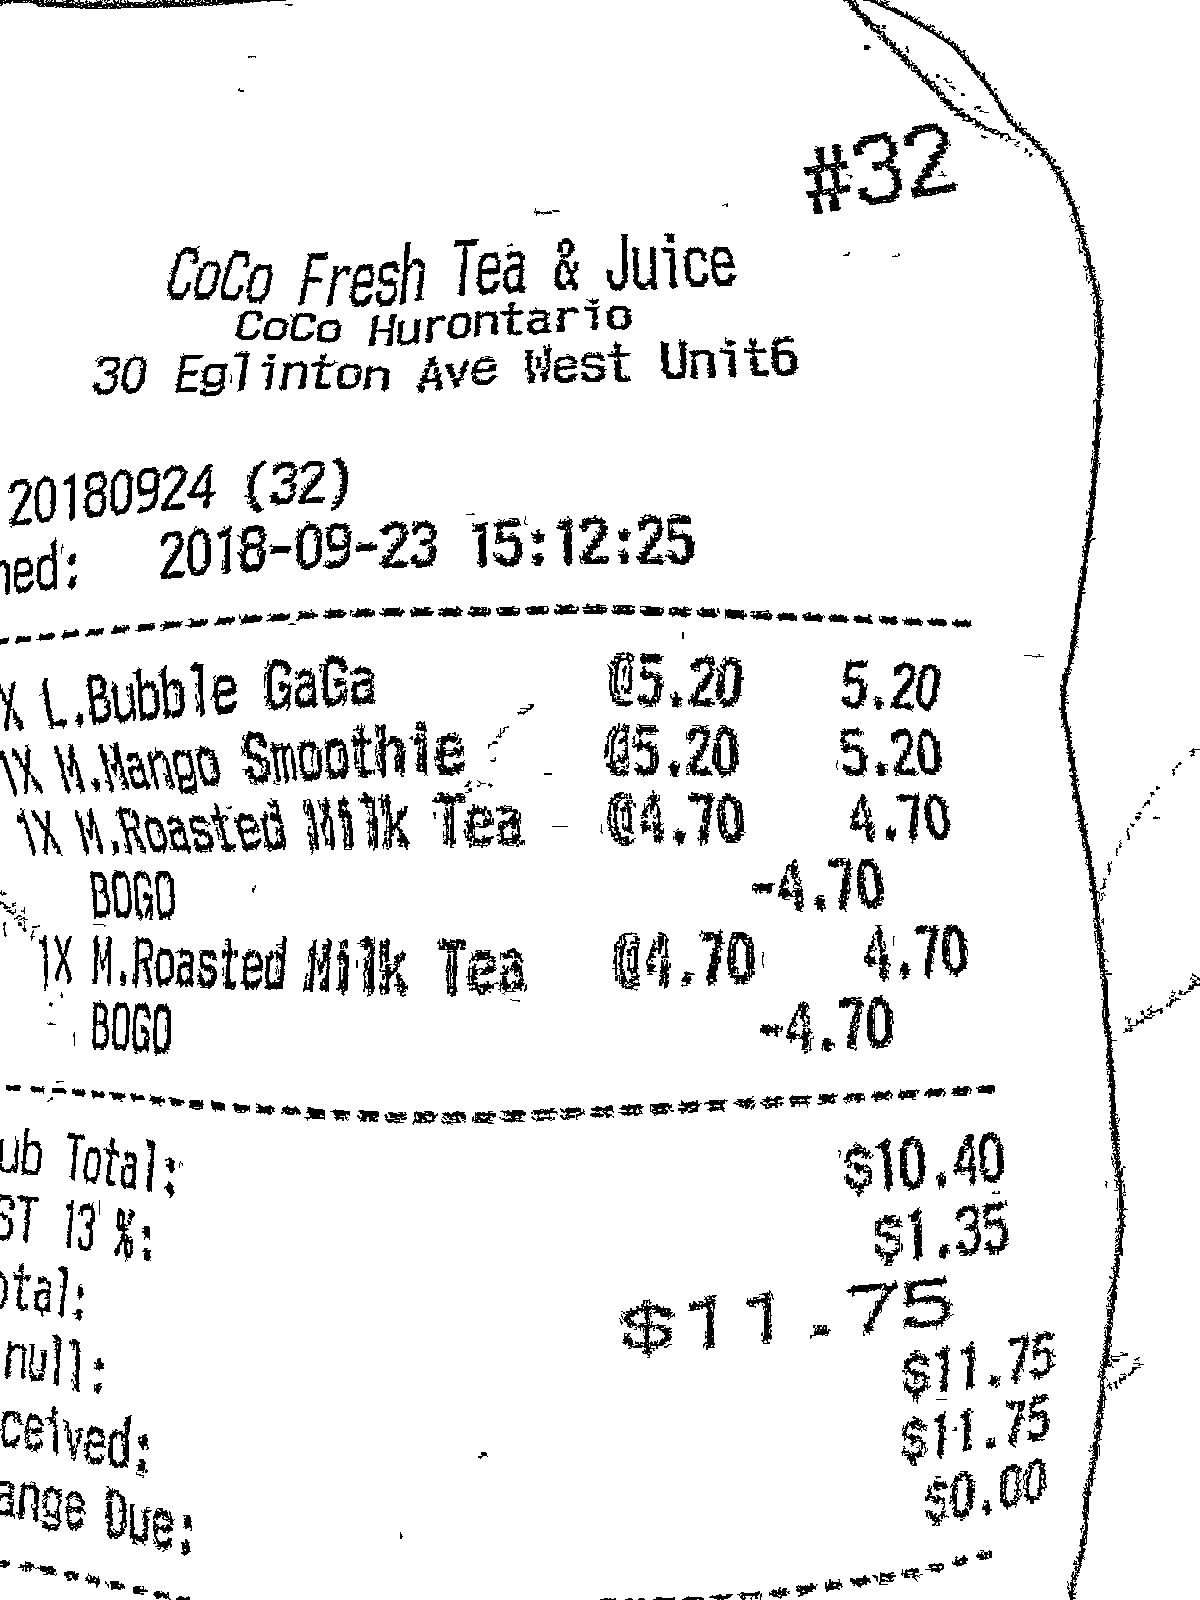 #32
CoCo Fresh Tea & Juice
CoCo Hurontario
30 Eglinton Ave West Unit6
20180924 (32)
ned: 2018-09-23 15:12:25
X L.Bubble GaGa @5.20 5.20
1X M.Mango Smoothie @5.20 5.20
1X M.Roasted Milk Tea @4.70 4.70
BOGO -4.70
1X M.Roasted Milk Tea @4.70 4.70
BOGO -4.70
ub Total: $10.40
ST 13 %: $1.35
otal: $11.75
null: $11.75
ceived: $11.75
ange Due: $0.00